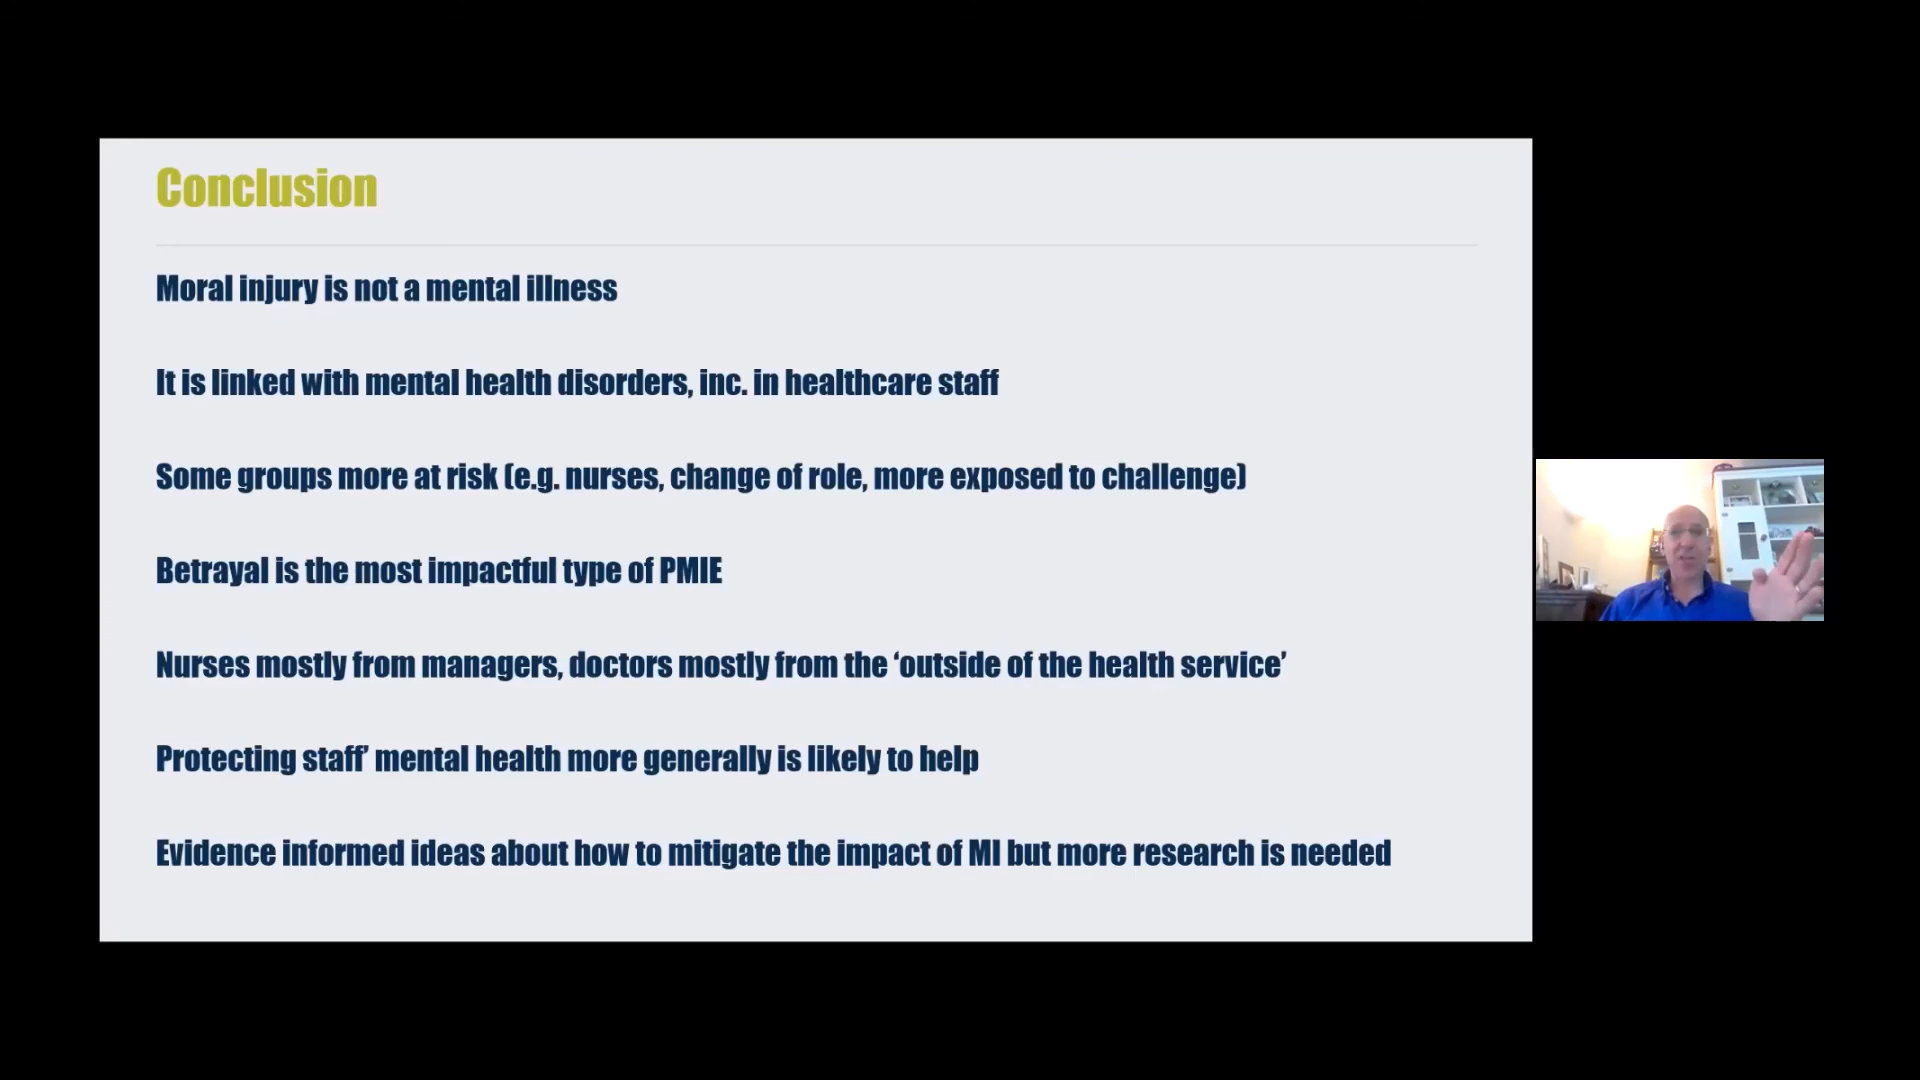 Conclusion
Moral injury is not a mental illness
It is linked with mental health disorders, inc. in healthcare staff
Some groups more at risk (e.g. nurses, change of role, more exposed to challenge)
Betrayal is the most impactful type of PMIE
Nurses mostly from managers, doctors mostly from the ‘outside of the health service’
Protecting staff’ mental health more generally is likely to help
Evidence informed ideas about how to mitigate the impact of MI but more research is needed